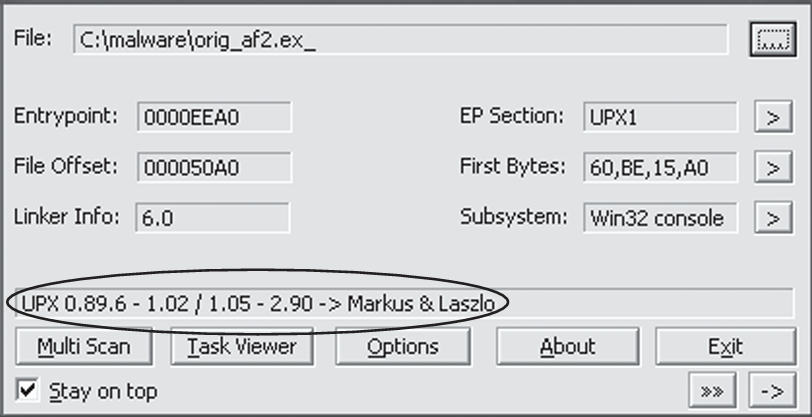 File: C:\malware\orig_af2.ex_ ...
Entrypoint: 0000EEA0 EP Section: UPX1 >
File Offset: 000050A0 First Bytes: 60,BE,15,A0 >
Linker Info: 6.0 Subsystem: Win32 console >
UPX 0.89.6 - 1.02 / 1.05 - 2.90 -> Markus & Laszlo
Multi Scan Task Viewer Options About Exit
Stay on top »» ->